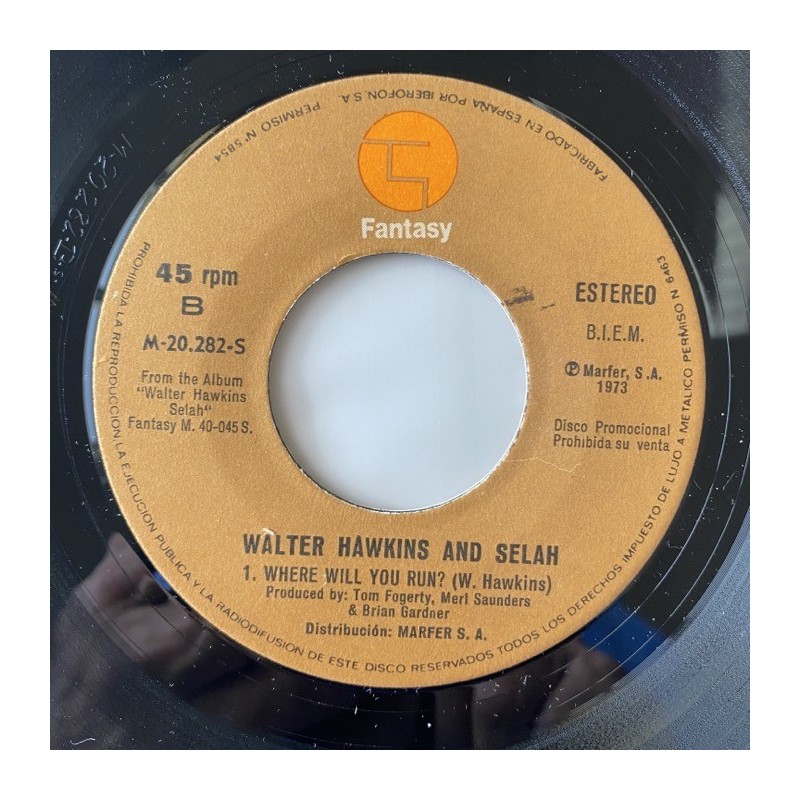 FABRICADO EN ESPAÑA POR IBEROFON, S.A. PERMISO Nº 5854
Fantasy
45 rpm
B
M-20.282-S
From the Album
"Walter Hawkins
Selah"
Fantasy M. 40-045 S.
ESTEREO
B.I.E.M.
Ⓟ Marfer, S.A.
1973
Disco Promocional
Prohibida su venta
WALTER HAWKINS AND SELAH
1. WHERE WILL YOU RUN? (W. Hawkins)
Produced by: Tom Fogerty, Merl Saunders
& Brian Gardner
Distribución: MARFER S. A.
PROHIBIDA LA REPRODUCCION, LA EJECUCION PUBLICA Y LA RADIODIFUSION DE ESTE DISCO RESERVADOS TODOS LOS DERECHOS IMPUESTO DE LUJO A METALICO PERMISO N 6463